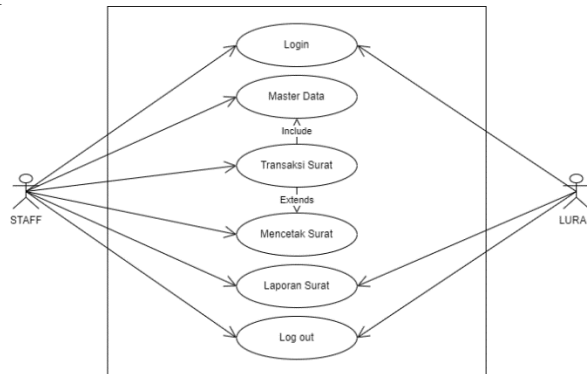 Login
Master Data
Include
Transaksi Surat
Extends
STAFF
LURA
Mencetak Surat
Laporan Surat
Log out